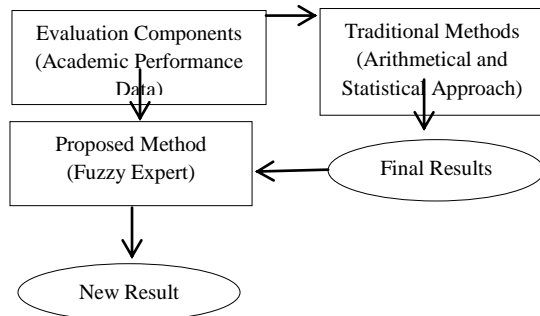 Evaluation Components
(Academic Performance
Data)
Traditional Methods
(Arithmetical and
Statistical Approach)
Proposed Method
(Fuzzy Expert)
Final Results
New Result